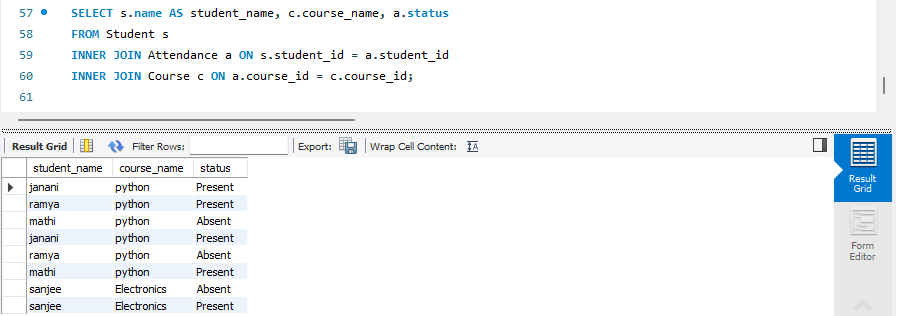 57 SELECT s.name AS student_name, c.course_name, a.status
58 FROM Student s
59 INNER JOIN Attendance a ON s.student_id = a.student_id
60 INNER JOIN Course c ON a.course_id = c.course_id;
61
Result Grid Filter Rows: Export: Wrap Cell Content:
student_name course_name status
janani python Present
ramya python Present
mathi python Absent
janani python Present
ramya python Absent
mathi python Present
sanjee Electronics Absent
sanjee Electronics Present
Result
Grid
Form
Editor